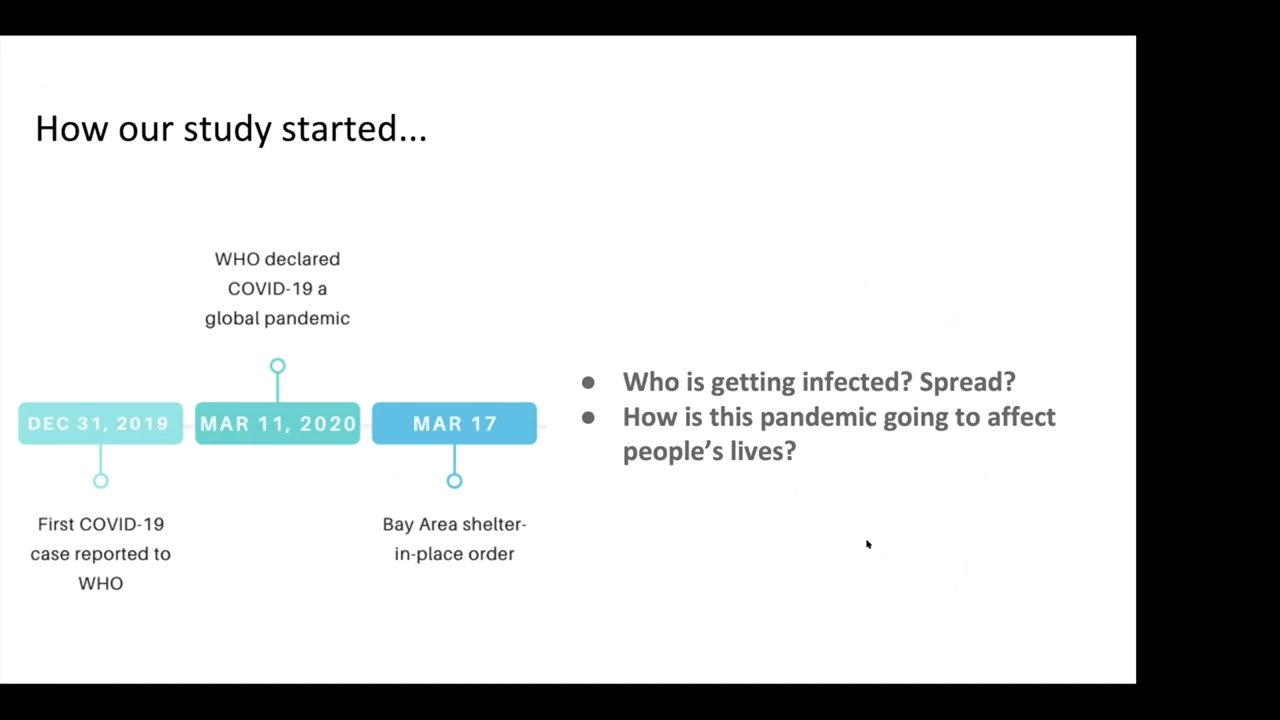 How our study started...
WHO declared
COVID-19 a
global pandemic
DEC 31, 2019
MAR 11, 2020
MAR 17
First COVID-19
case reported to
WHO
Bay Area shelter-
in-place order
● Who is getting infected? Spread?
● How is this pandemic going to affect
people’s lives?